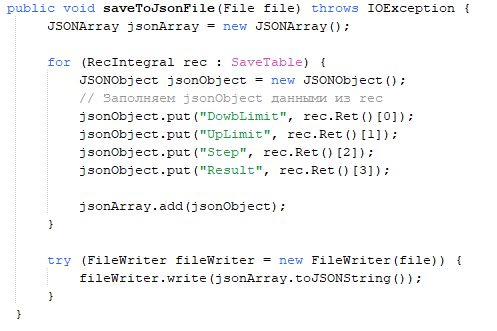 public void saveToJsonFile(File file) throws IOException {
JSONArray jsonArray = new JSONArray();
for (RecIntegral rec : SaveTable) {
JSONObject jsonObject = new JSONObject();
// Заполняем jsonObject данными из rec
jsonObject.put("DowbLimit", rec.Ret()[0]);
jsonObject.put("UpLimit", rec.Ret()[1]);
jsonObject.put("Step", rec.Ret()[2]);
jsonObject.put("Result", rec.Ret()[3]);
jsonArray.add(jsonObject);
}
try (FileWriter fileWriter = new FileWriter(file)) {
fileWriter.write(jsonArray.toJSONString());
}
}